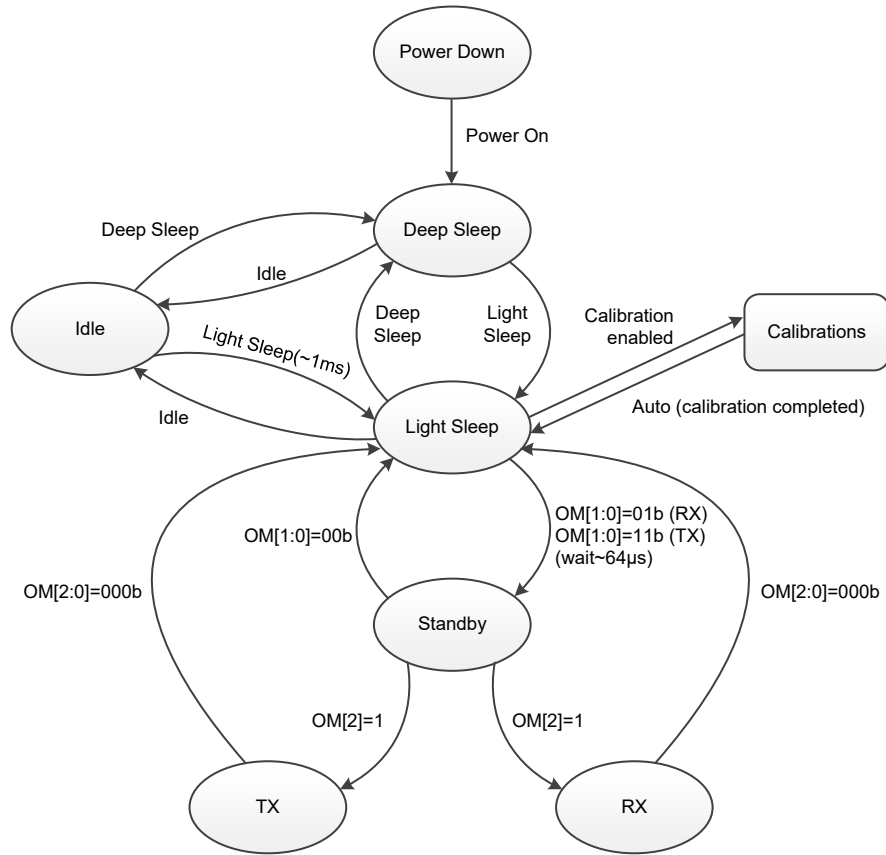 Power Down
Power On
Deep Sleep
Deep Sleep
Idle
Idle
Light Sleep(~1ms)
Deep
Sleep
Light
Sleep
Calibration
enabled
Calibrations
Idle
Light Sleep
Auto (calibration completed)
OM[1:0]=00b
OM[1:0]=01b (RX)
OM[1:0]=11b (TX)
(wait~64µs)
OM[2:0]=000b
OM[2:0]=000b
Standby
OM[2]=1
OM[2]=1
TX
RX